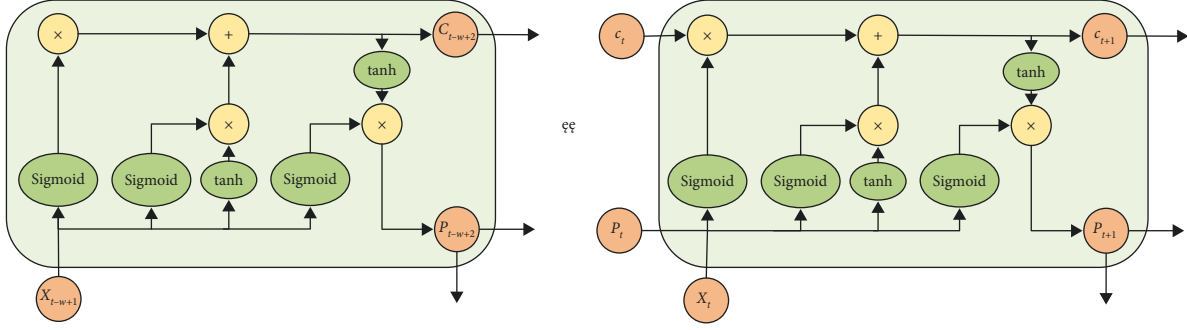 × + C_{t–w+2}
tanh
×
×
Sigmoid Sigmoid tanh Sigmoid
P_{t–w+2}
X_{t–w+1}
ęę
c_t × + c_{t+1}
tanh
×
×
Sigmoid Sigmoid tanh Sigmoid
P_t P_{t+1}
X_t